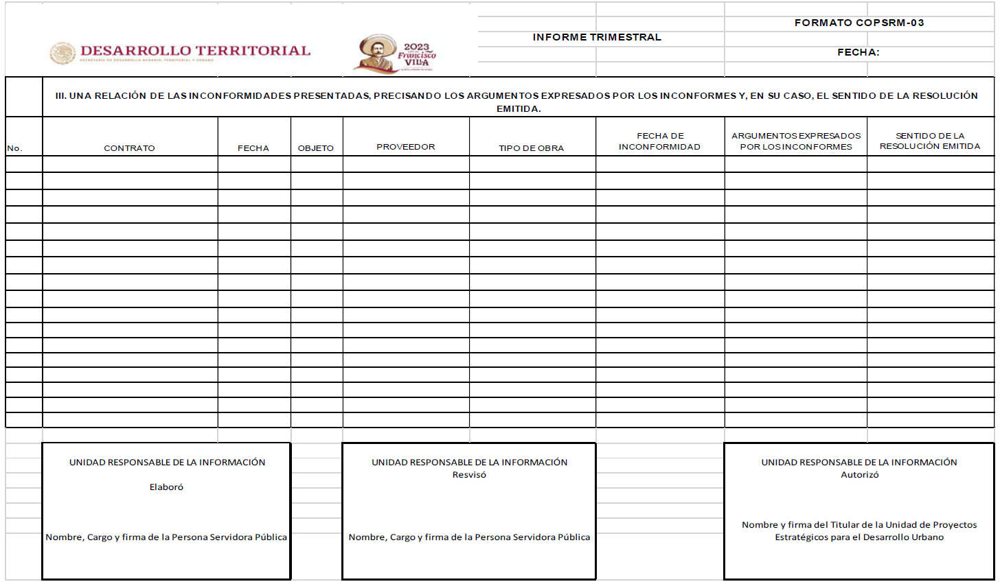 FORMATO COPSRM-03
INFORME TRIMESTRAL
FECHA:
DESARROLLO TERRITORIAL
SECRETARÍA DE DESARROLLO AGRARIO, TERRITORIAL Y URBANO
2023
Francisco
VILLA
III. UNA RELACIÓN DE LAS INCONFORMIDADES PRESENTADAS, PRECISANDO LOS ARGUMENTOS EXPRESADOS POR LOS INCONFORMES Y, EN SU CASO, EL SENTIDO DE LA RESOLUCIÓN
EMITIDA.
No.
CONTRATO
FECHA
OBJETO
PROVEEDOR
TIPO DE OBRA
FECHA DE
INCONFORMIDAD
ARGUMENTOS EXPRESADOS
POR LOS INCONFORMES
SENTIDO DE LA
RESOLUCIÓN EMITIDA
UNIDAD RESPONSABLE DE LA INFORMACIÓN
Elaboró
Nombre, Cargo y firma de la Persona Servidora Pública
UNIDAD RESPONSABLE DE LA INFORMACIÓN
Resvisó
Nombre, Cargo y firma de la Persona Servidora Pública
UNIDAD RESPONSABLE DE LA INFORMACIÓN
Autorizó
Nombre y firma del Titular de la Unidad de Proyectos
Estratégicos para el Desarrollo Urbano